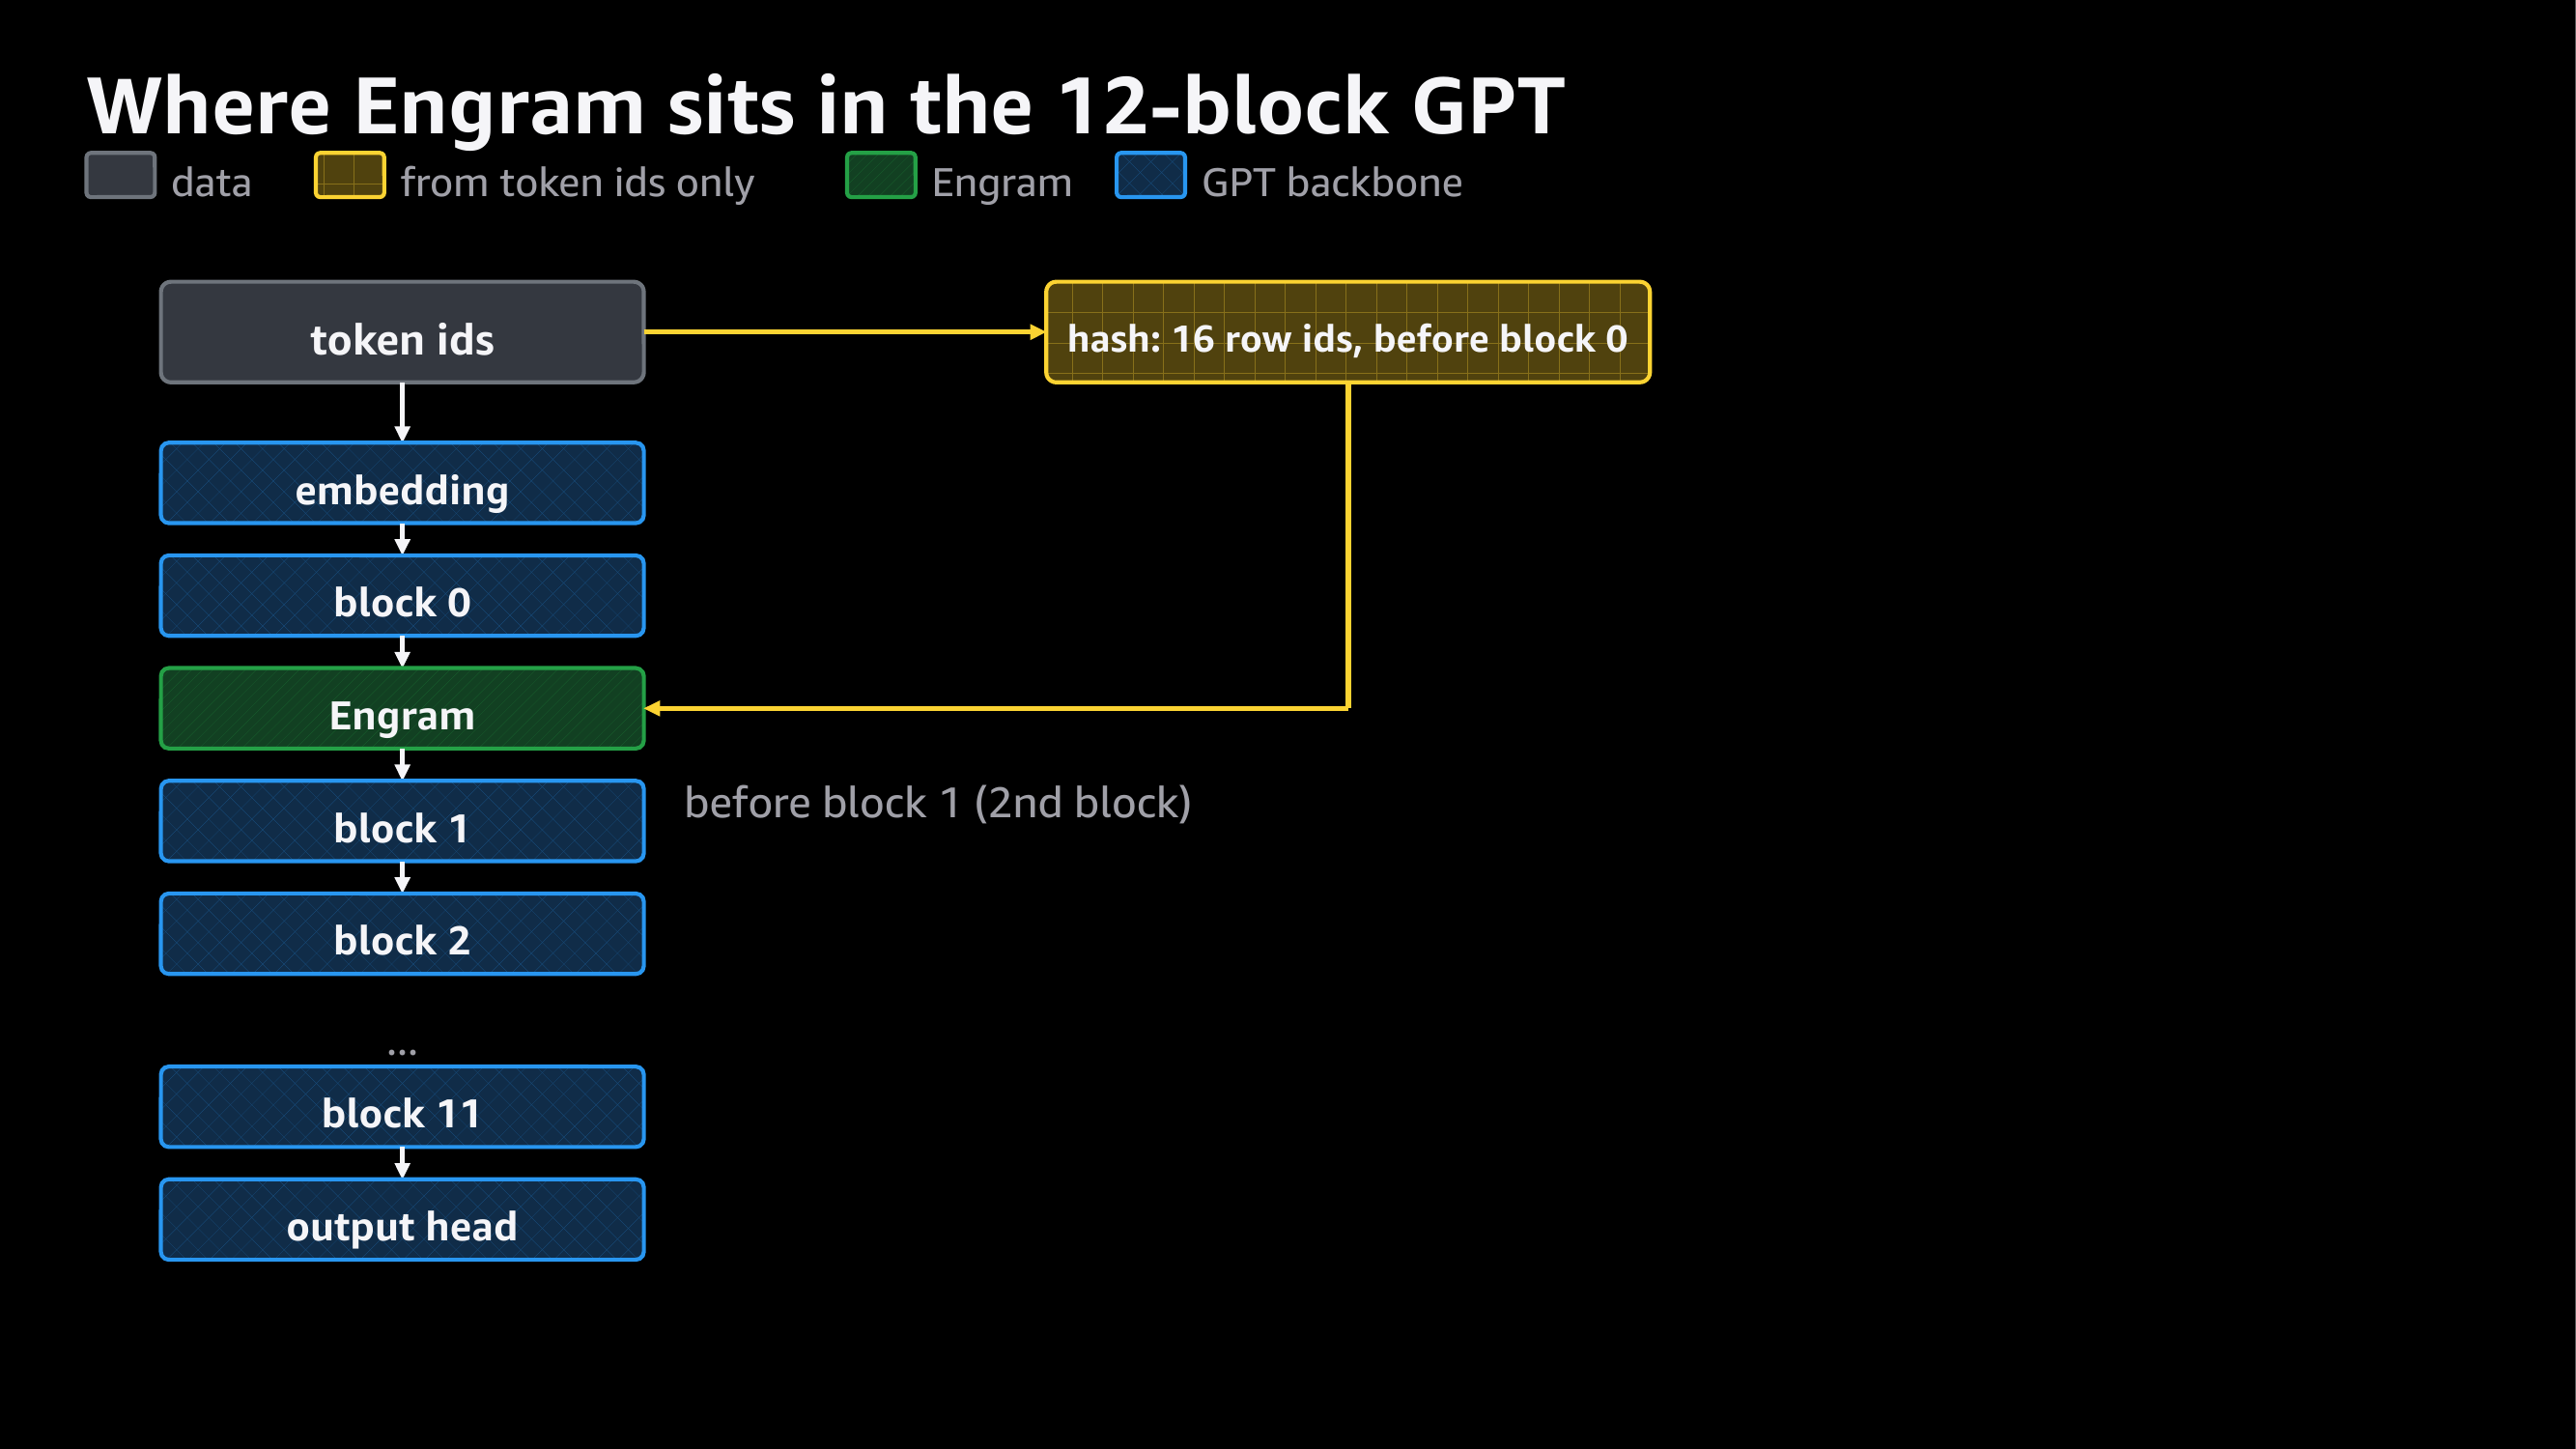 Where Engram sits in the 12-block GPT
data from token ids only Engram GPT backbone
token ids
hash: 16 row ids, before block 0
embedding
block 0
Engram
before block 1 (2nd block)
block 1
block 2
...
block 11
output head